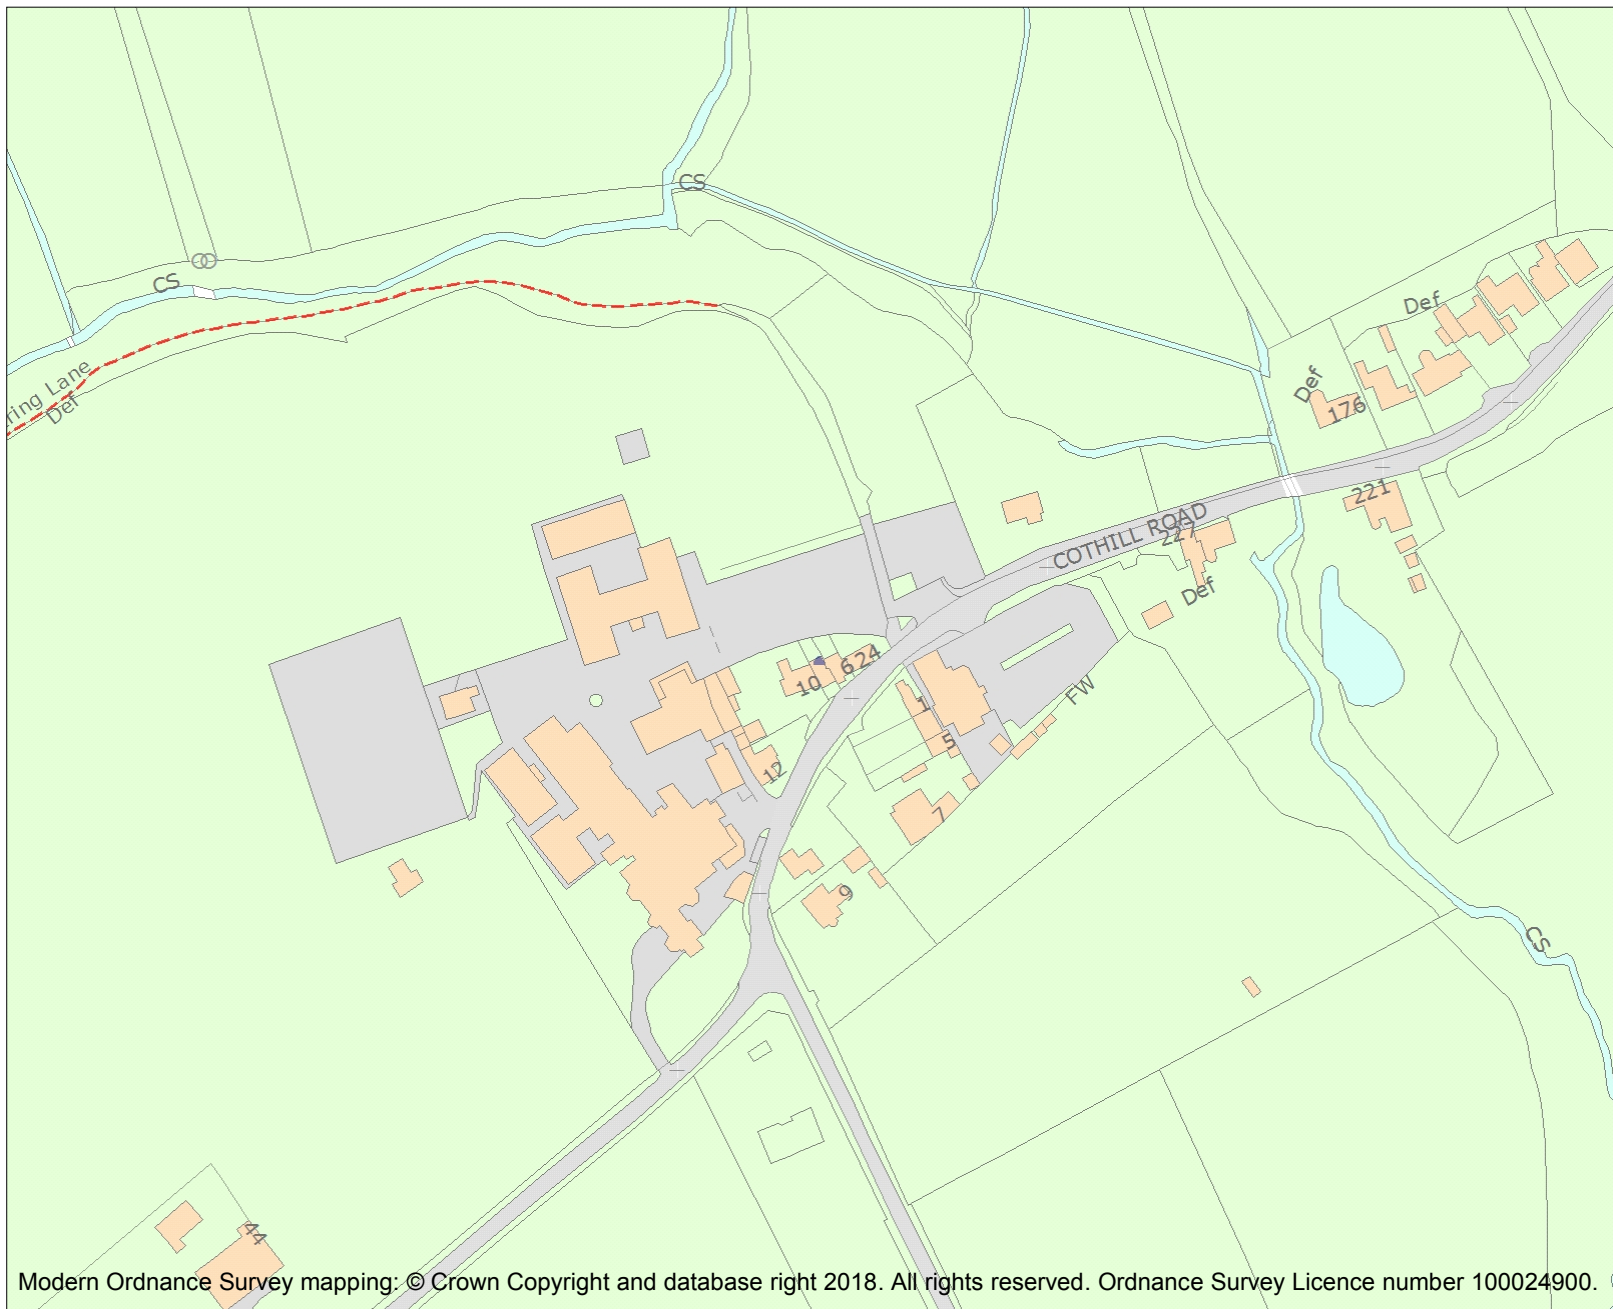 CS
CS
Def
ring Lane
Def
Def
176
221
COTHILL ROAD
227
Def
6 24
10
FW
1
5
12
7
9
CS
44
Modern Ordnance Survey mapping: © Crown Copyright and database right 2018. All rights reserved. Ordnance Survey Licence number 100024900.